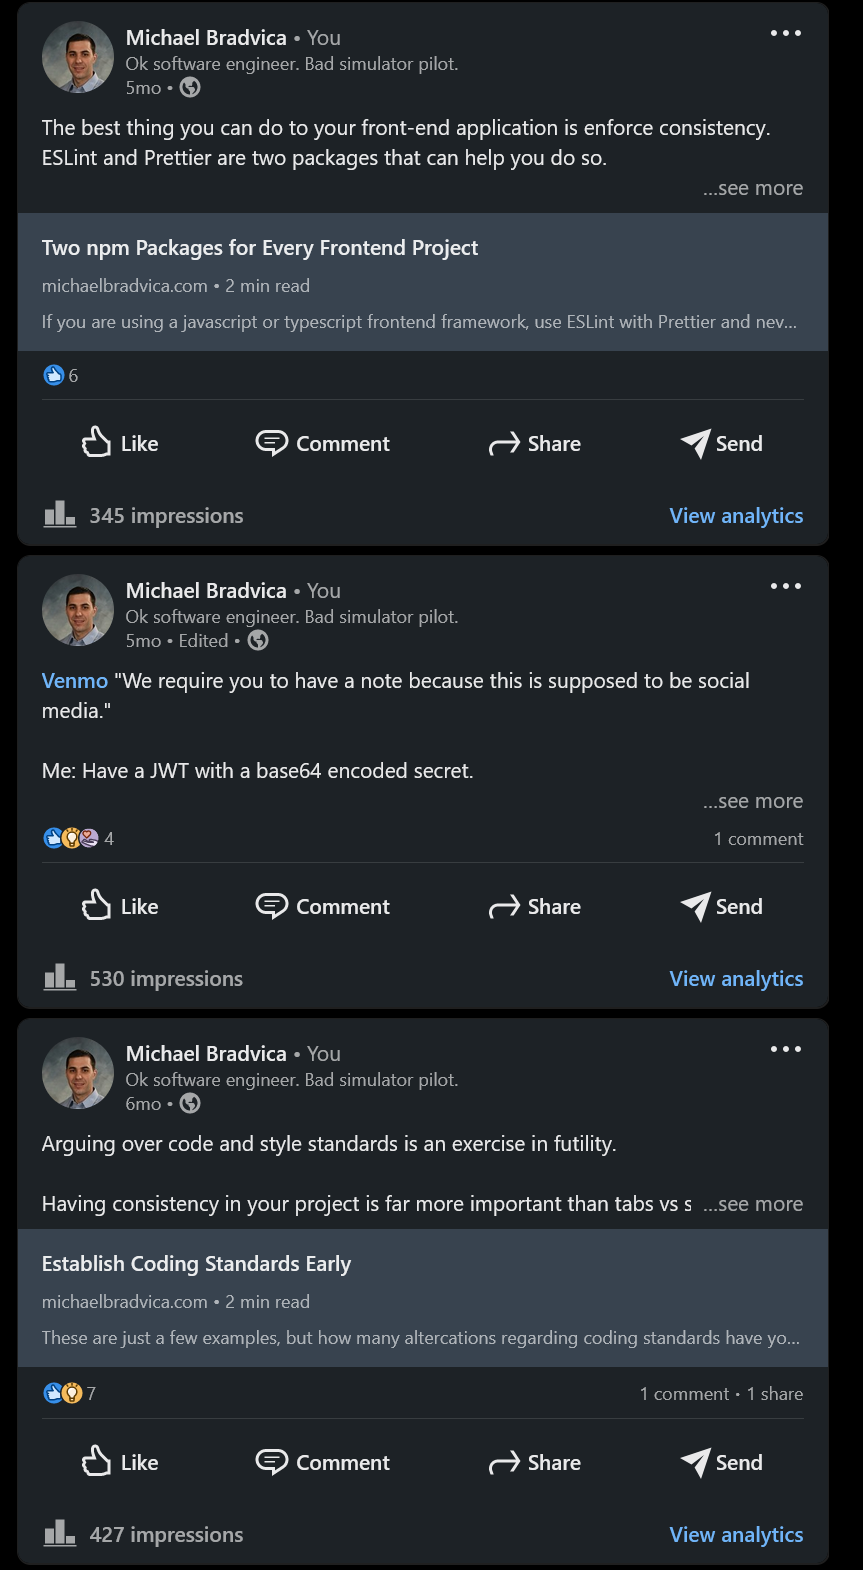 Michael Bradvica • You
Ok software engineer. Bad simulator pilot.
5mo •
The best thing you can do to your front-end application is enforce consistency.
ESLint and Prettier are two packages that can help you do so.
...see more
Two npm Packages for Every Frontend Project
michaelbradvica.com • 2 min read
If you are using a javascript or typescript frontend framework, use ESLint with Prettier and nev...
6
Like Comment Share Send
345 impressions View analytics
Michael Bradvica • You
Ok software engineer. Bad simulator pilot.
5mo • Edited •
Venmo "We require you to have a note because this is supposed to be social
media."
Me: Have a JWT with a base64 encoded secret.
...see more
4 1 comment
Like Comment Share Send
530 impressions View analytics
Michael Bradvica • You
Ok software engineer. Bad simulator pilot.
6mo •
Arguing over code and style standards is an exercise in futility.
Having consistency in your project is far more important than tabs vs s ...see more
Establish Coding Standards Early
michaelbradvica.com • 2 min read
These are just a few examples, but how many altercations regarding coding standards have yo...
7 1 comment • 1 share
Like Comment Share Send
427 impressions View analytics